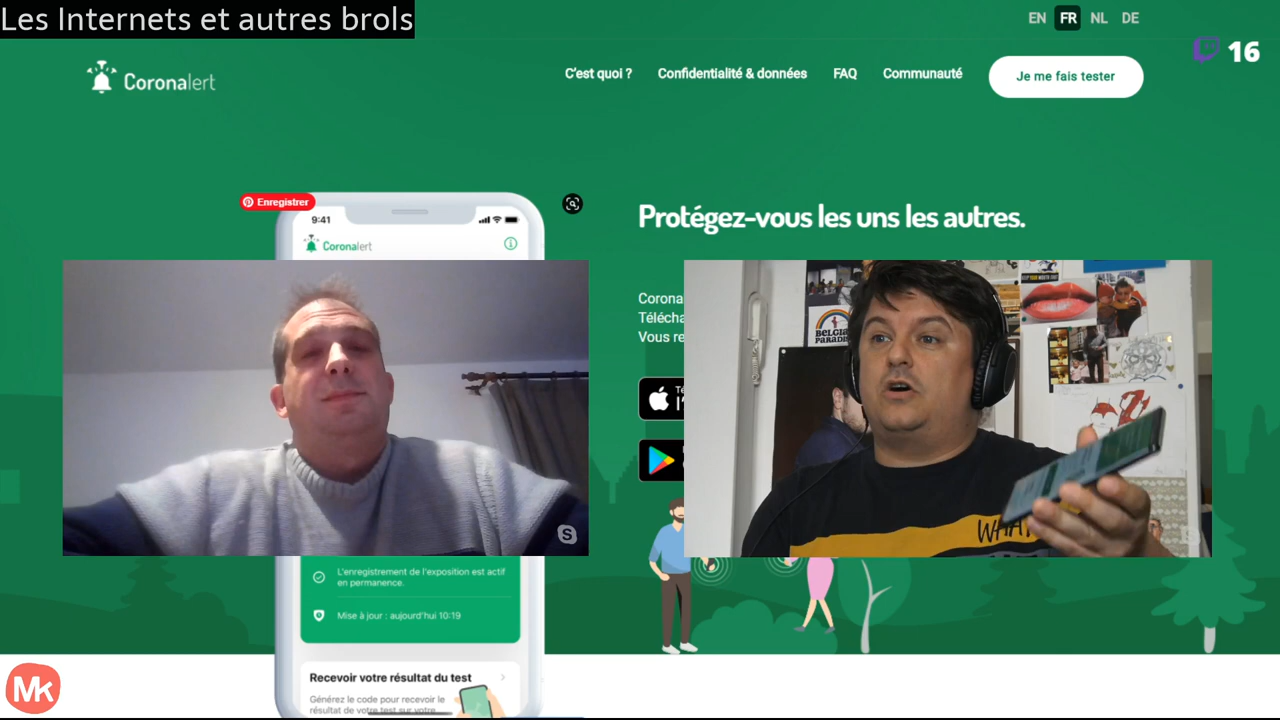 Les Internets et autres brols
EN FR NL DE
16
Coronalert
C'est quoi ?
Confidentialité & données
FAQ
Communauté
Je me fais tester
Enregistrer
9:41
Coronalert
Protégez-vous les uns les autres.
Corona
Télécha
Vous re
BELGIA
PARADI
S
L'enregistrement de l'exposition est actif
en permanence.
Mise à jour : aujourd'hui 10:19
Recevoir votre résultat du test
Générez le code pour recevoir le
résultat de votre test sur votre
Mk